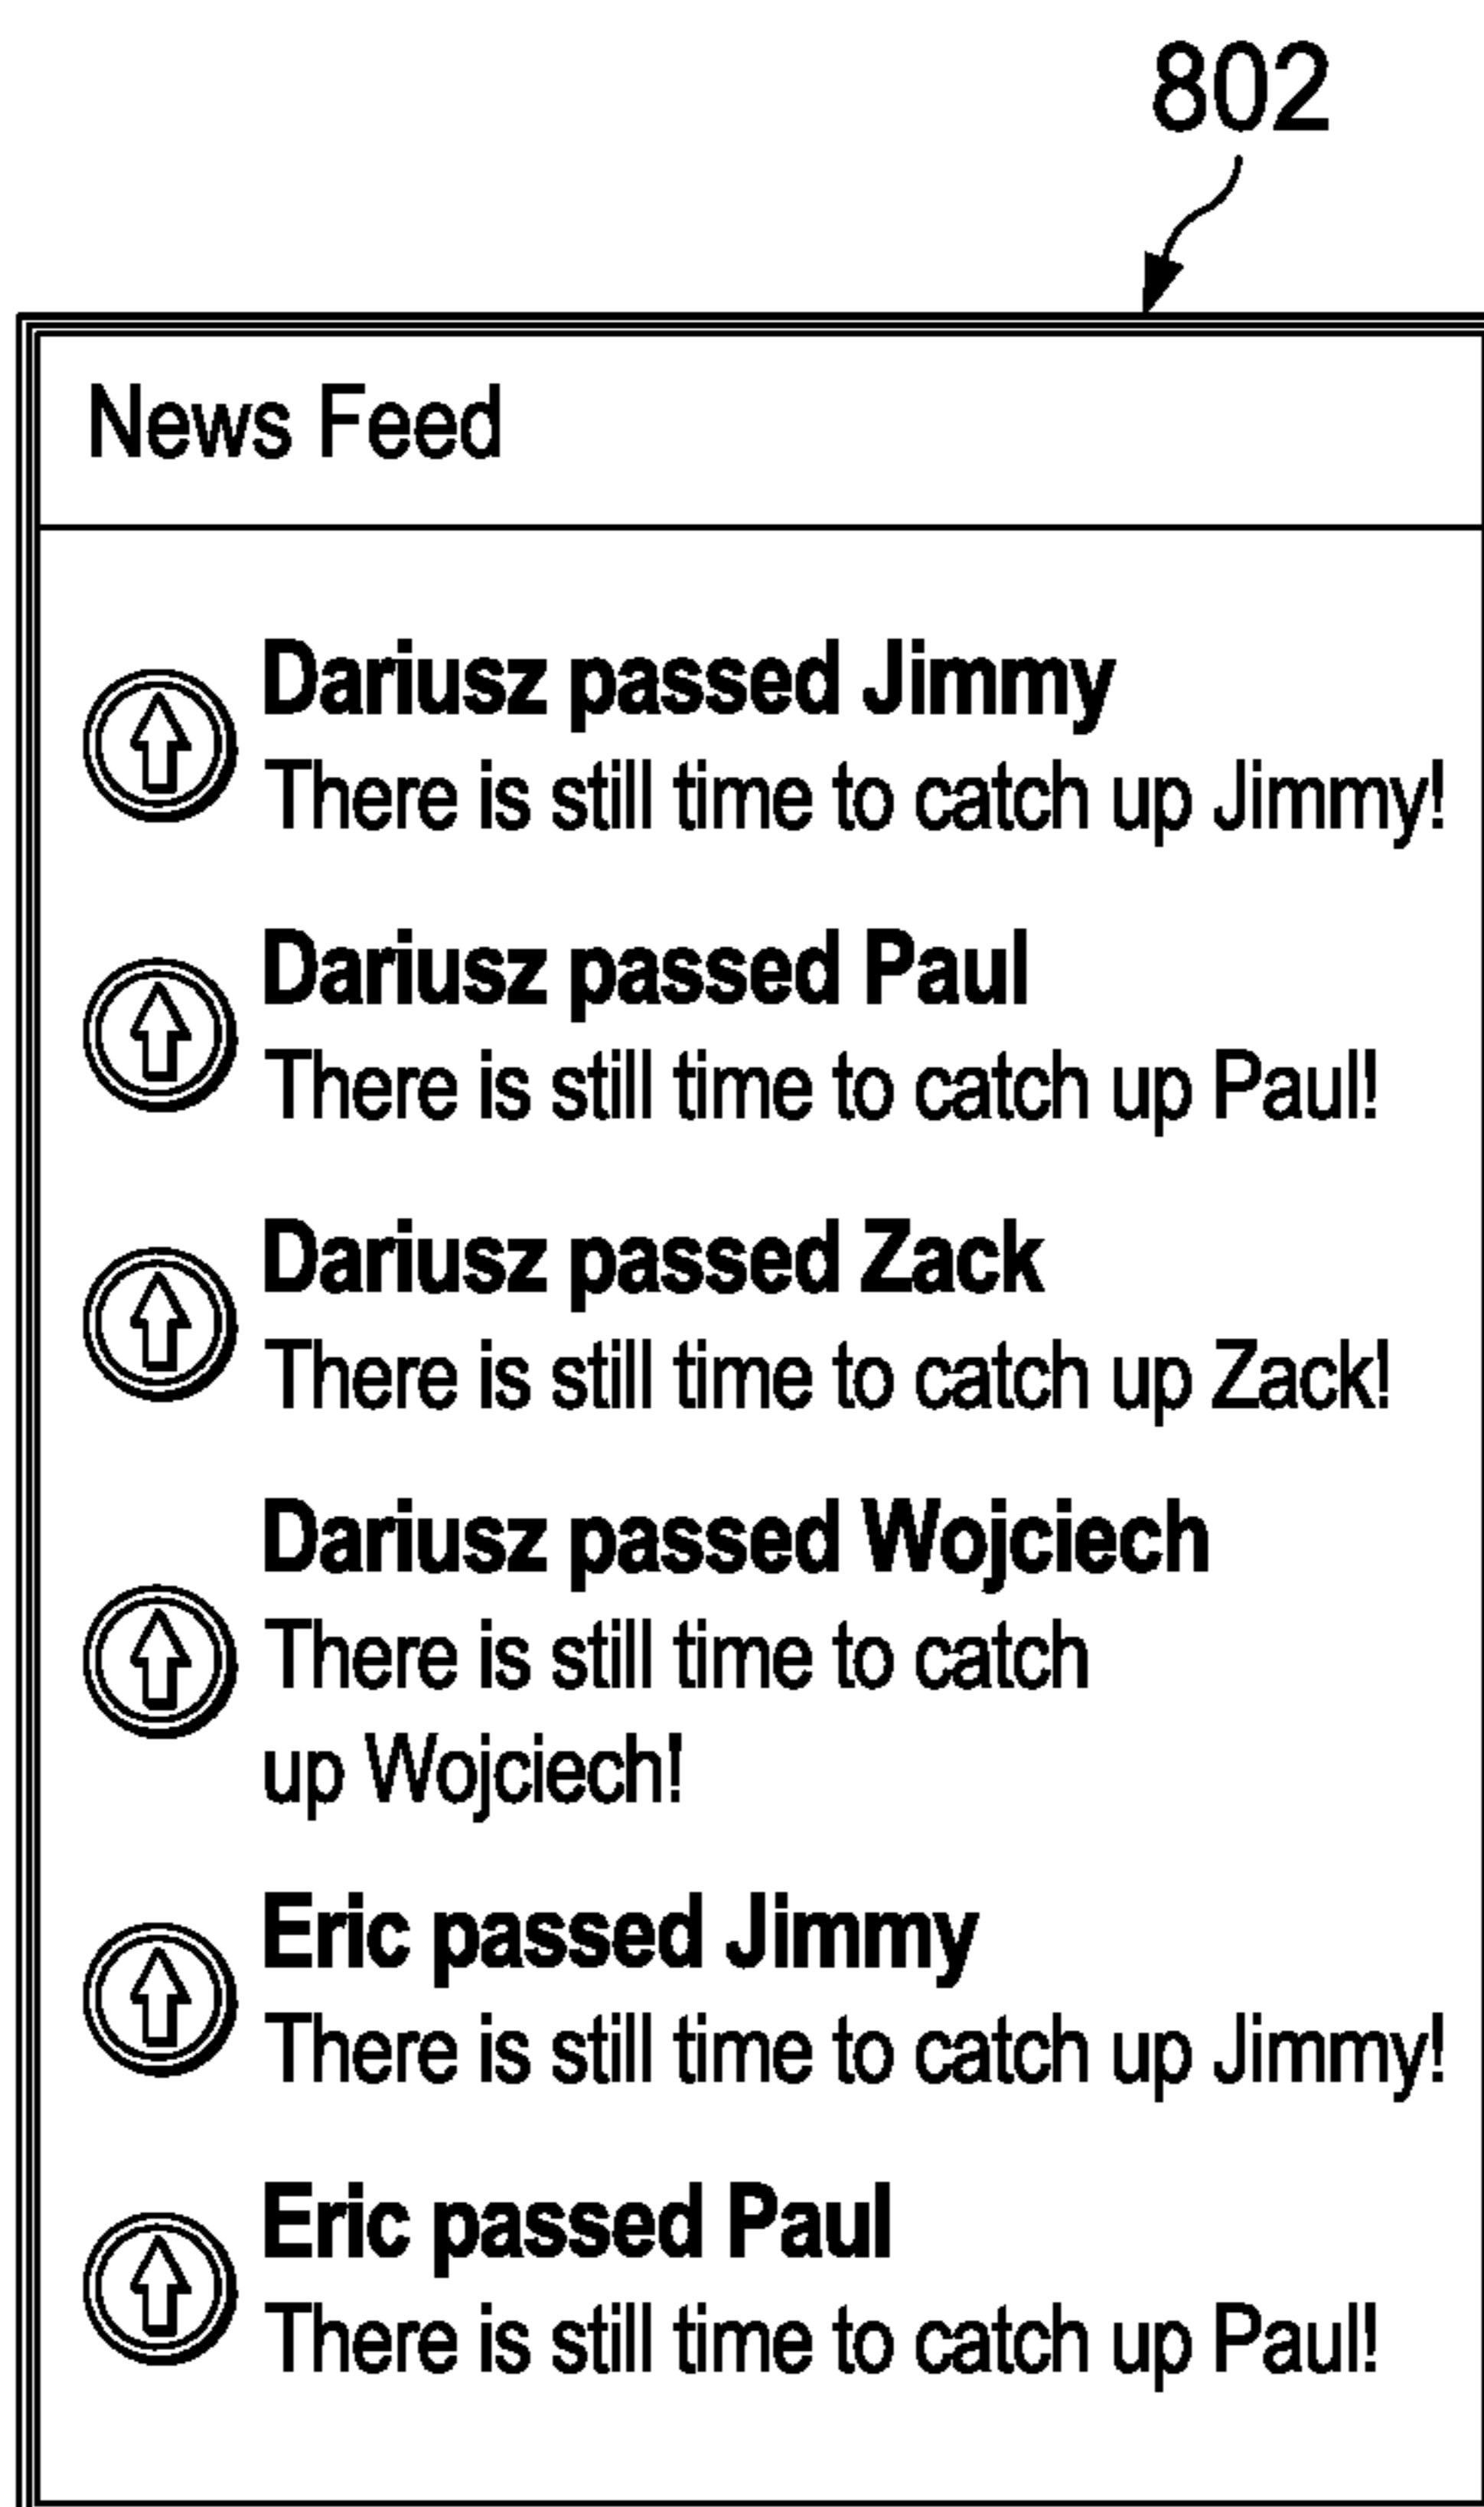 802
News Feed
Dariusz passed Jimmy
There is still time to catch up Jimmy!
Dariusz passed Paul
There is still time to catch up Paul!
Dariusz passed Zack
There is still time to catch up Zack!
Dariusz passed Wojciech
There is still time to catch
up Wojciech!
Eric passed Jimmy
There is still time to catch up Jimmy!
Eric passed Paul
There is still time to catch up Paul!